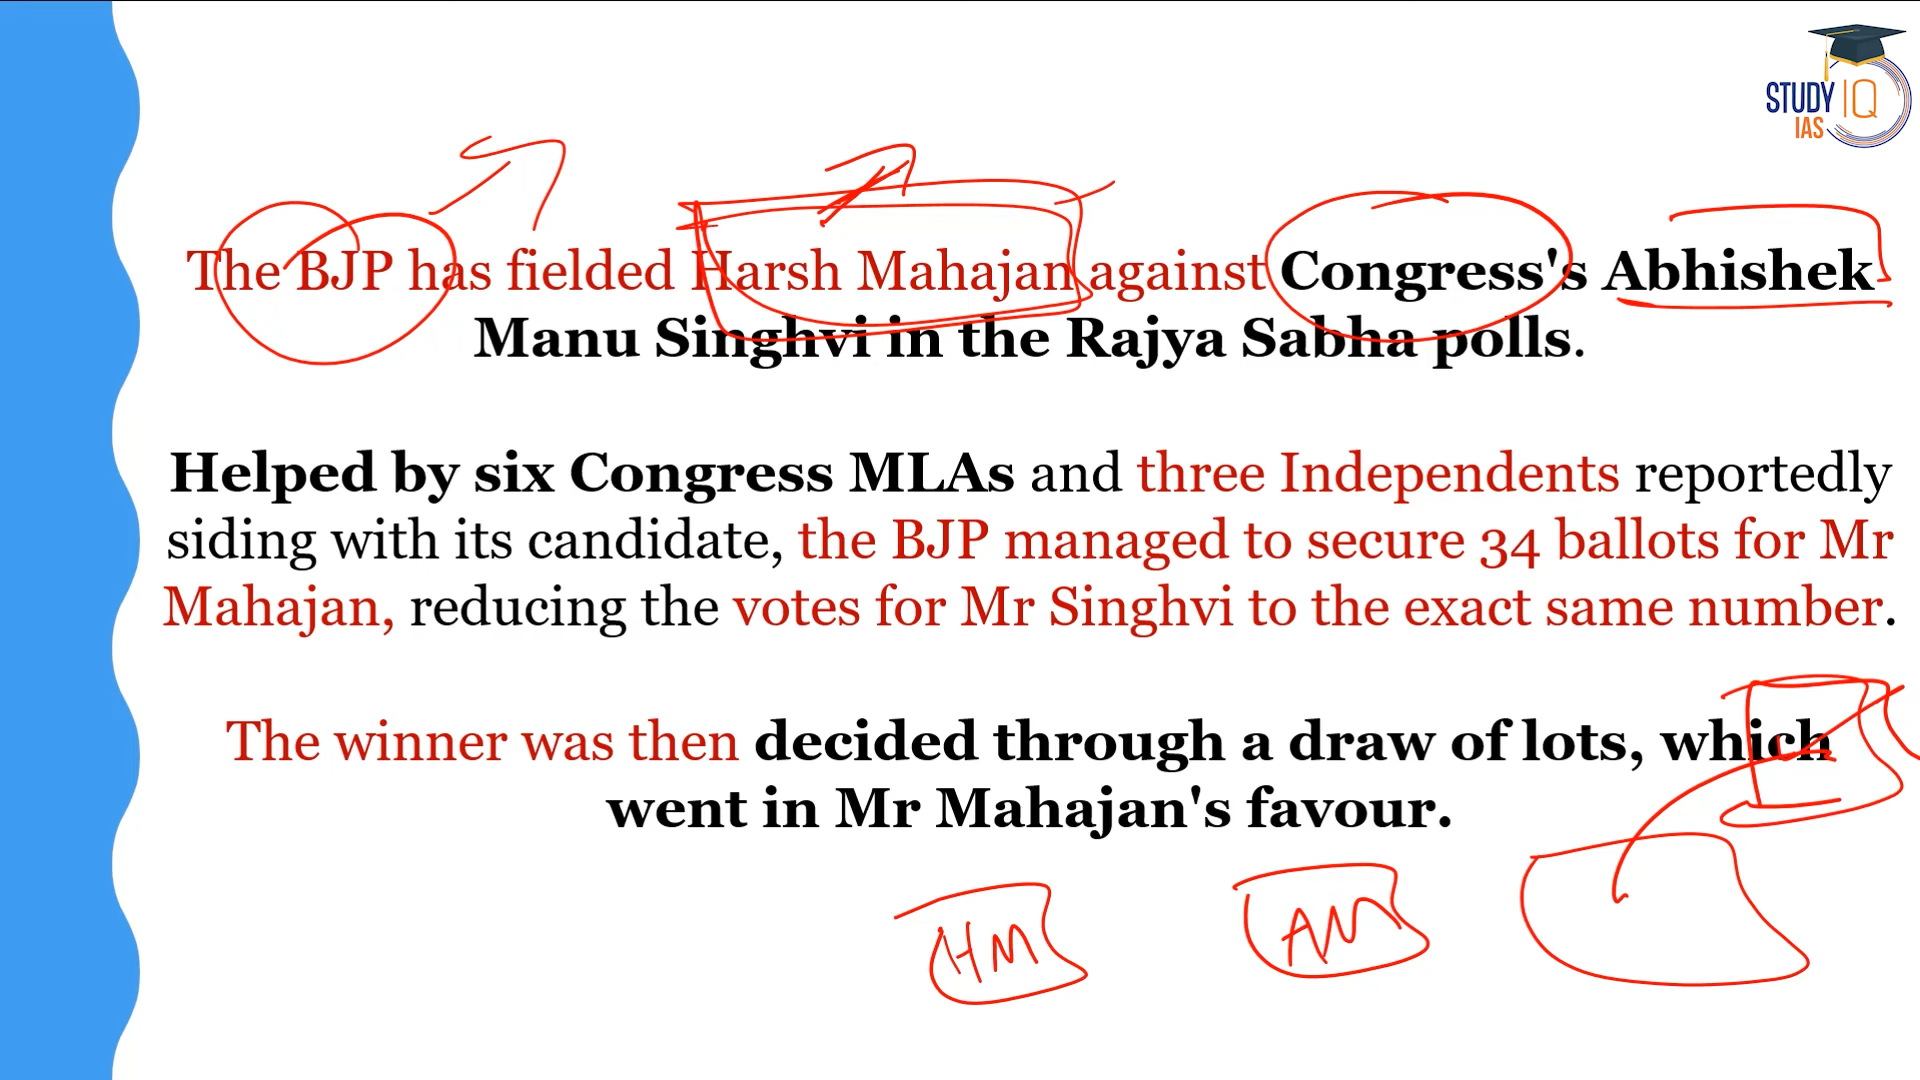 STUDY IQ
IAS
The BJP has fielded Harsh Mahajan against Congress's Abhishek
Manu Singhvi in the Rajya Sabha polls.
Helped by six Congress MLAs and three Independents reportedly
siding with its candidate, the BJP managed to secure 34 ballots for Mr
Mahajan, reducing the votes for Mr Singhvi to the exact same number.
The winner was then decided through a draw of lots, which
went in Mr Mahajan's favour.
HM AM